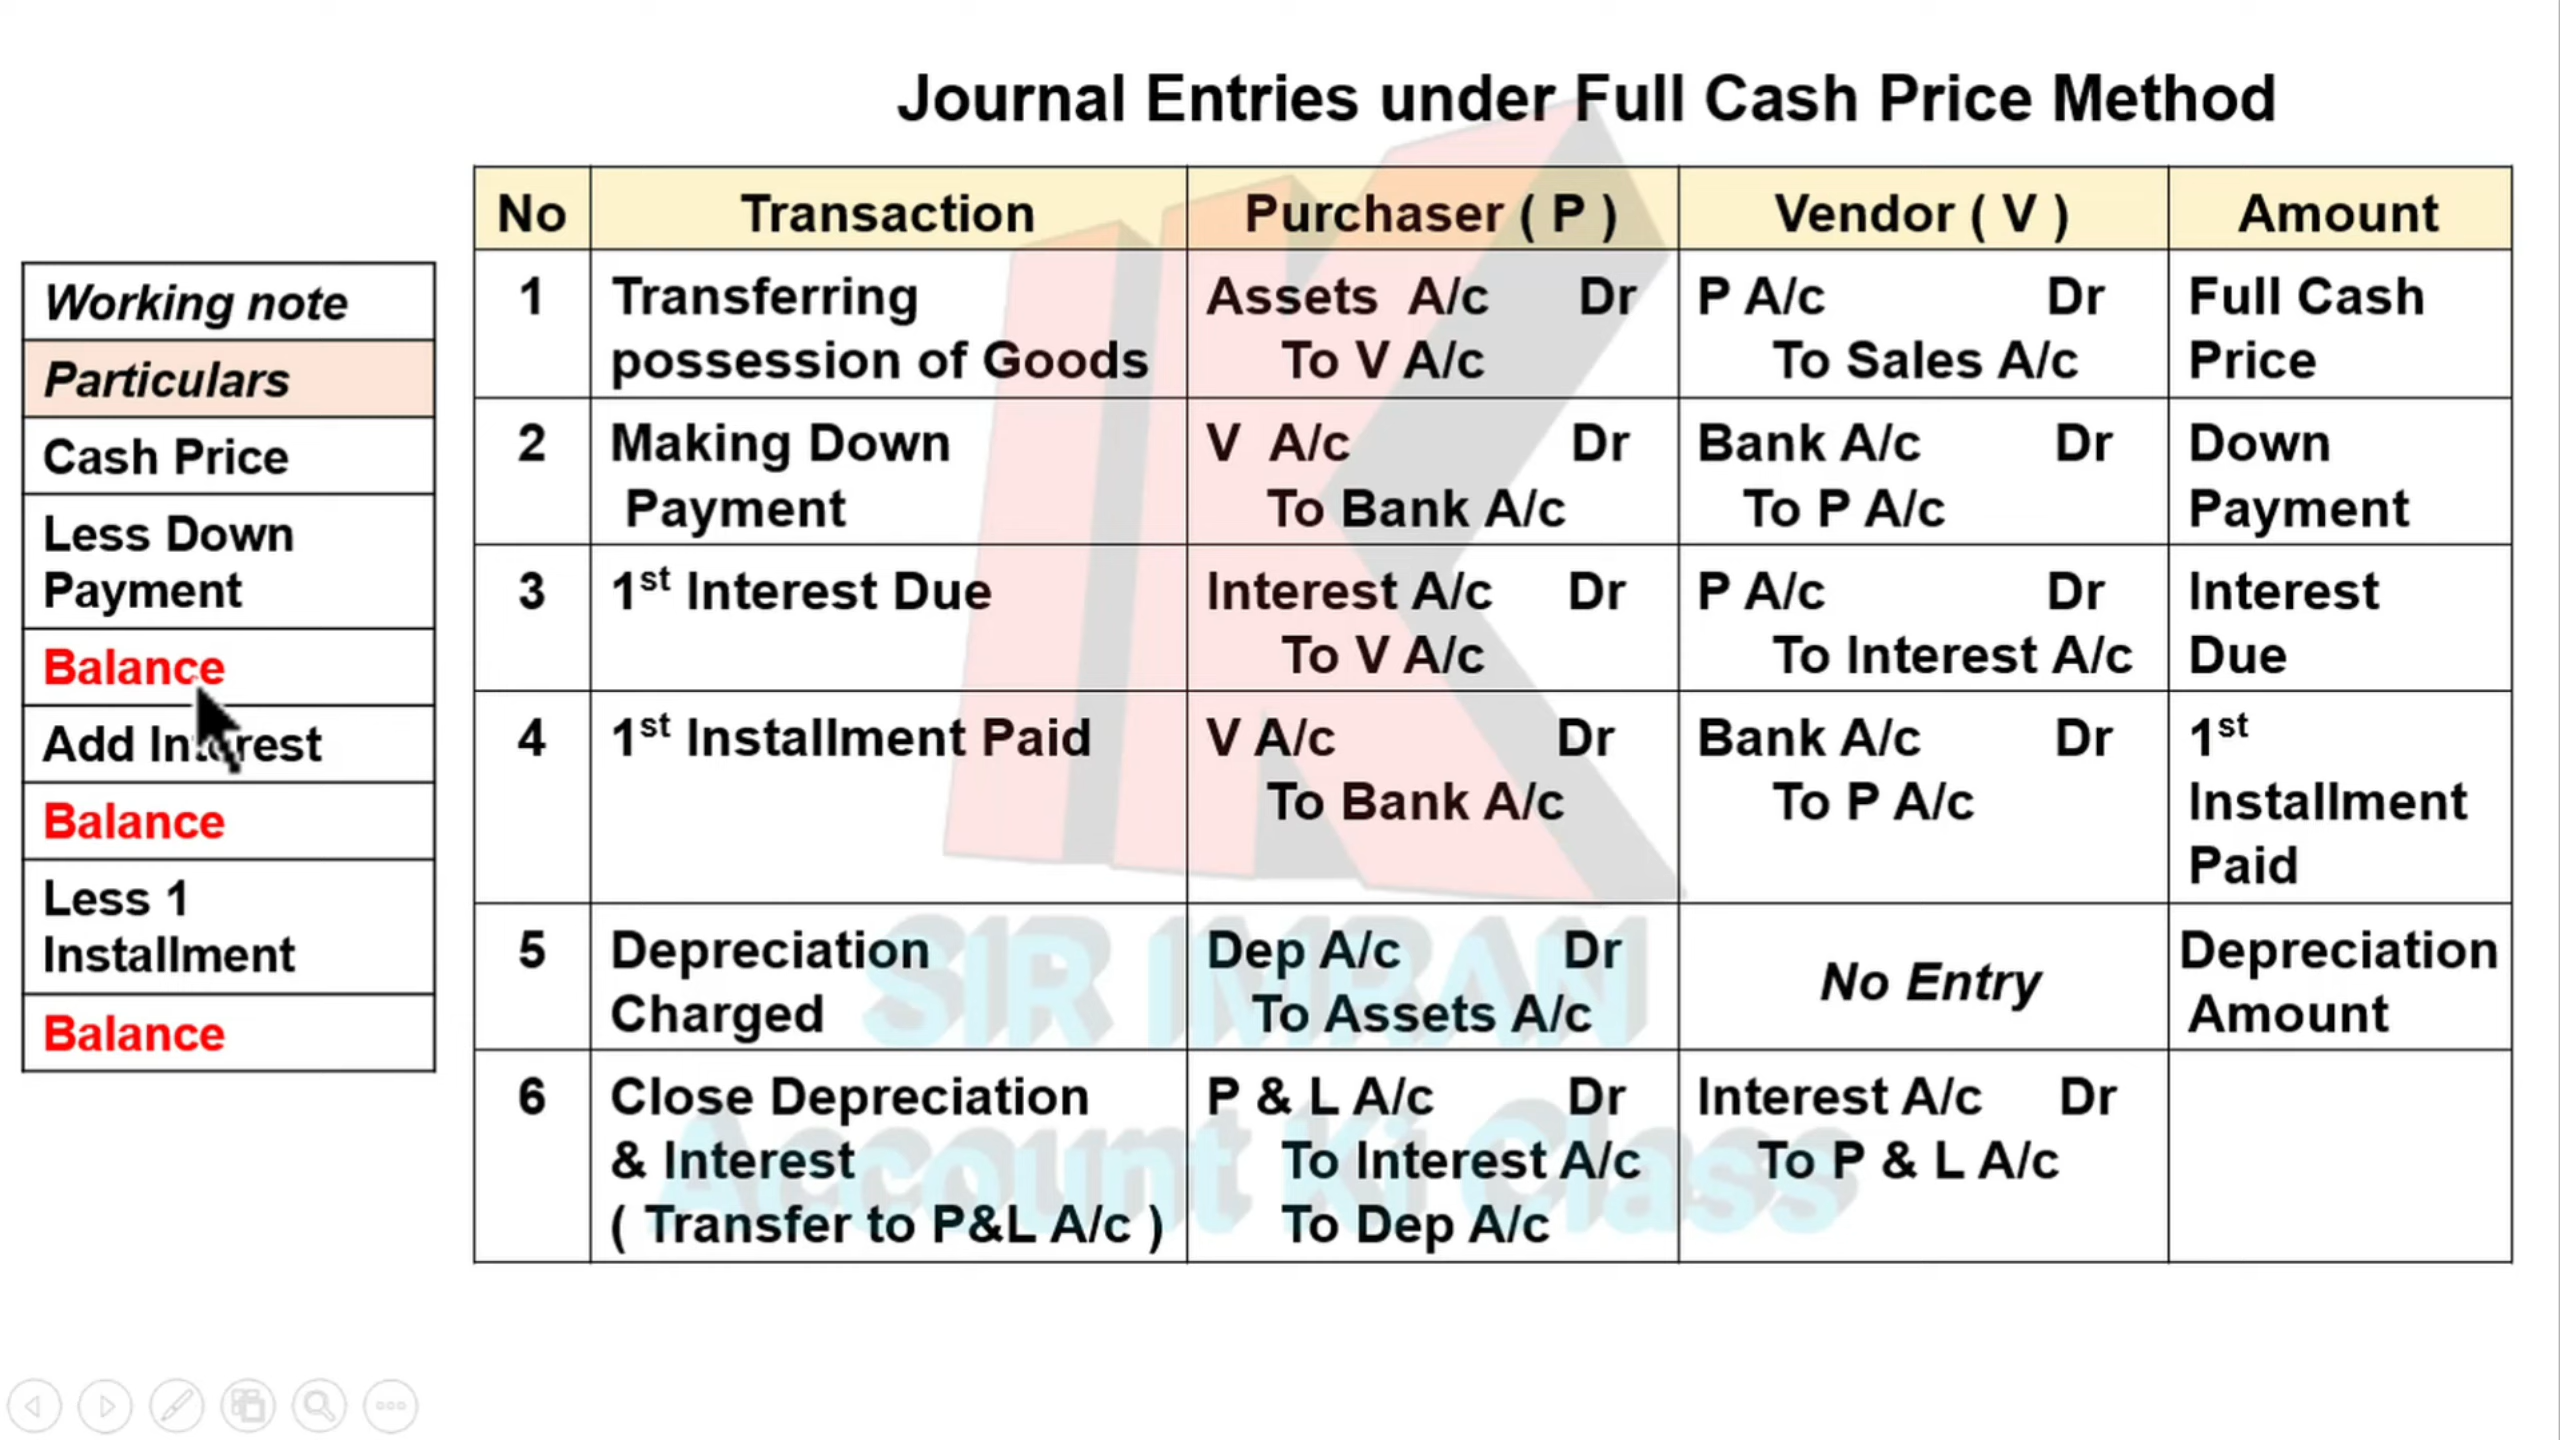 Journal Entries under Full Cash Price Method
Working note
Particulars
Cash Price
Less Down
Payment
Balance
Add Interest
Balance
Less 1
Installment
Balance
No Transaction Purchaser ( P ) Vendor ( V ) Amount
1 Transferring Assets A/c Dr P A/c Dr Full Cash
possession of Goods To V A/c To Sales A/c Price
2 Making Down V A/c Dr Bank A/c Dr Down
Payment To Bank A/c To P A/c Payment
3 1st Interest Due Interest A/c Dr P A/c Dr Interest
To V A/c To Interest A/c Due
4 1st Installment Paid V A/c Dr Bank A/c Dr 1st
To Bank A/c To P A/c Installment
Paid
5 Depreciation Dep A/c Dr No Entry Depreciation
Charged To Assets A/c Amount
6 Close Depreciation P & L A/c Dr Interest A/c Dr
& Interest To Interest A/c To P & L A/c
( Transfer to P&L A/c ) To Dep A/c
IK
SIR IMRAN
Account Ki Class